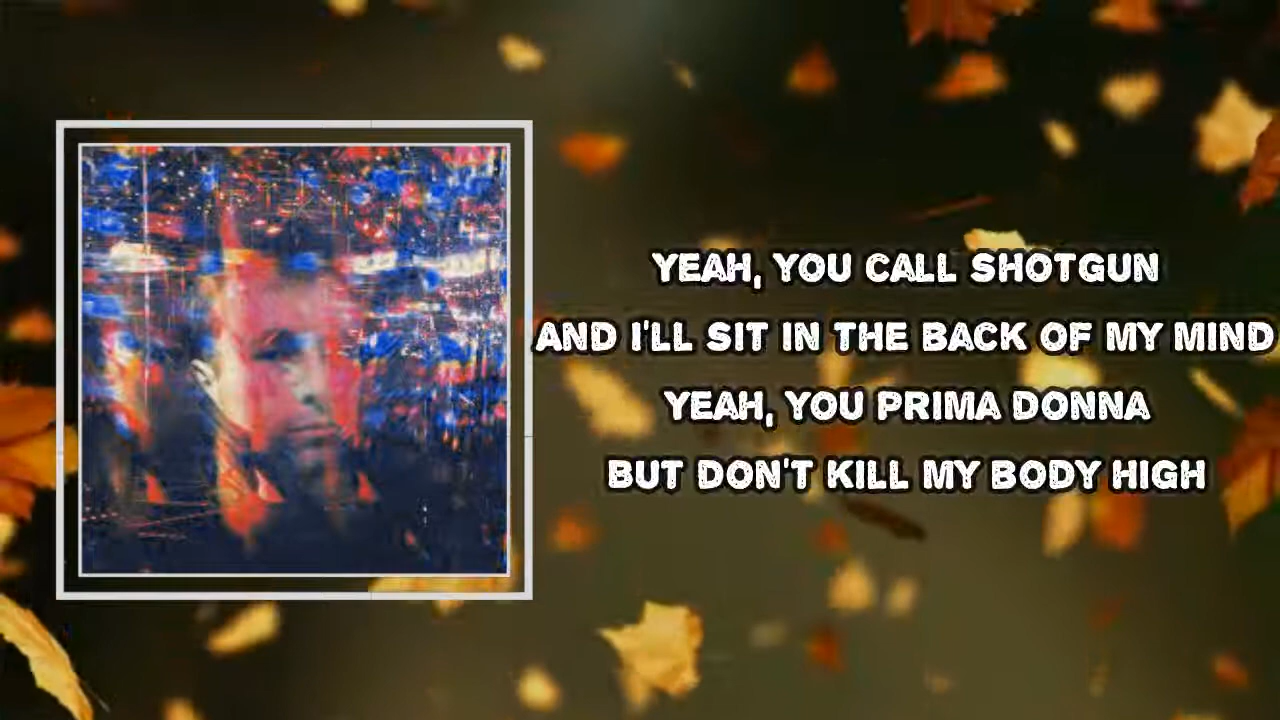 YEAH, YOU CALL SHOTGUN
AND I'LL SIT IN THE BACK OF MY MIND
YEAH, YOU PRIMA DONNA
BUT DON'T KILL MY BODY HIGH